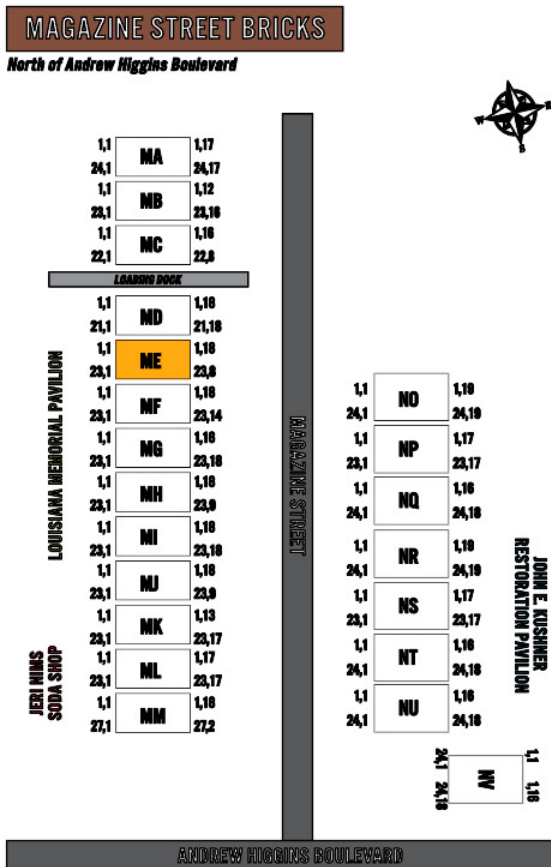 MAGAZINE STREET BRICKS
North of Andrew Higgins Boulevard
N
E
S
W
1,1 MA 1,17
24,1 24,17
1,1 MB 1,12
23,1 23,16
1,1 MC 1,16
22,1 22,8
LOADING DOCK
1,1 MD 1,18
21,1 21,18
1,1 ME 1,18
23,1 23,8
1,1 MF 1,18
23,1 23,14
1,1 MG 1,16
23,1 23,18
1,1 MH 1,18
23,1 23,9
1,1 MI 1,18
23,1 23,18
1,1 MJ 1,18
23,1 23,9
1,1 MK 1,13
23,1 23,17
1,1 ML 1,17
23,1 23,17
1,1 MM 1,18
27,1 27,2
LOUISIANA MEMORIAL PAVILION
JERI NIMS
SODA SHOP
MAGAZINE STREET
1,1 NO 1,19
24,1 24,19
1,1 NP 1,17
23,1 23,17
1,1 NQ 1,16
24,1 24,18
1,1 NR 1,19
24,1 24,19
1,1 NS 1,17
23,1 23,17
1,1 NT 1,16
24,1 24,18
1,1 NU 1,16
24,1 24,18
JOHN E. KUSHNER
RESTORATION PAVILION
24,1 NV 1,1
24,18 1,16
ANDREW HIGGINS BOULEVARD